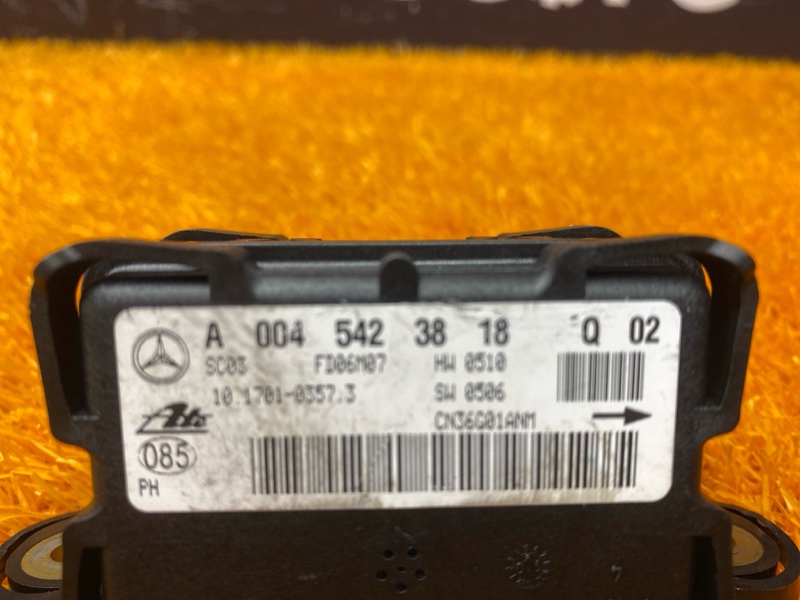 A 004 542 38 18 Q 02
SC03 FD06M07 HW 0510
10.1701-0357.3 SW 0506
Ate CN36G01ANM
085
PH